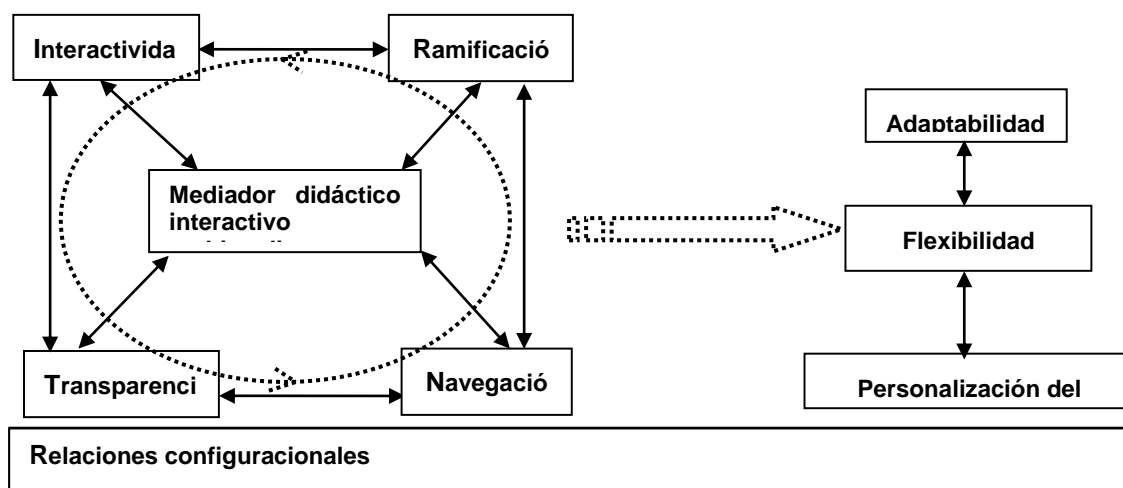 Interactivida
Ramificació
Adaptabilidad
Mediador didáctico
interactivo
Flexibilidad
Transparenci
Navegació
Personalización del
Relaciones configuracionales